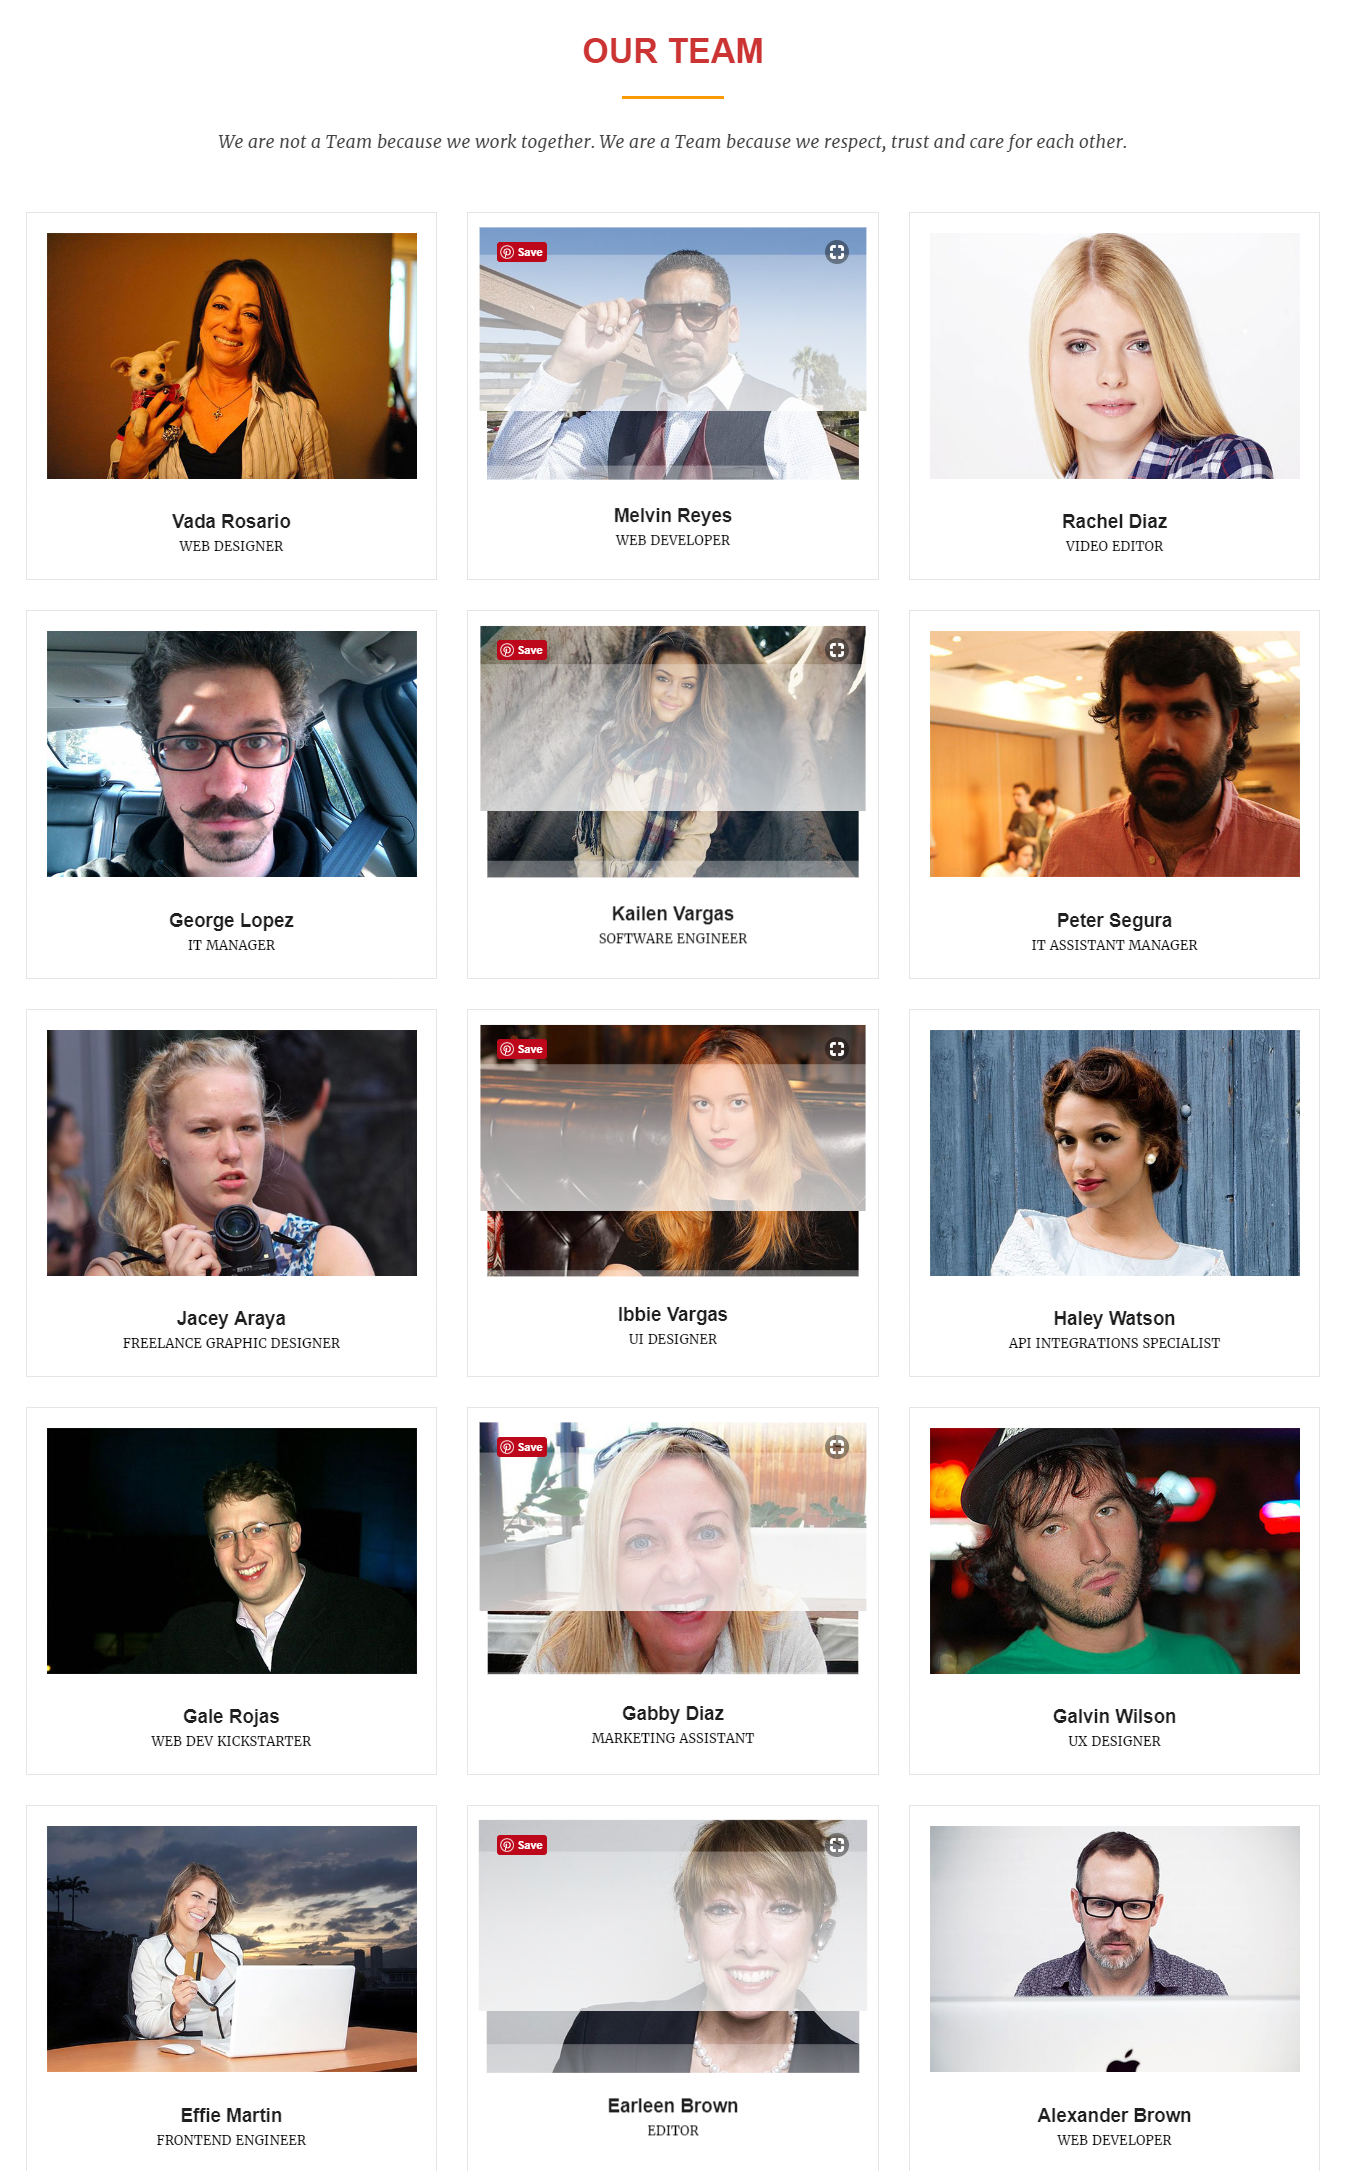 OUR TEAM
We are not a Team because we work together. We are a Team because we respect, trust and care for each other.
Save
Vada Rosario
WEB DESIGNER
Melvin Reyes
WEB DEVELOPER
Rachel Diaz
VIDEO EDITOR
Save
George Lopez
IT MANAGER
Kailen Vargas
SOFTWARE ENGINEER
Peter Segura
IT ASSISTANT MANAGER
Save
Jacey Araya
FREELANCE GRAPHIC DESIGNER
Ibbie Vargas
UI DESIGNER
Haley Watson
API INTEGRATIONS SPECIALIST
Save
Gale Rojas
WEB DEV KICKSTARTER
Gabby Diaz
MARKETING ASSISTANT
Galvin Wilson
UX DESIGNER
Save
Effie Martin
FRONTEND ENGINEER
Earleen Brown
EDITOR
Alexander Brown
WEB DEVELOPER